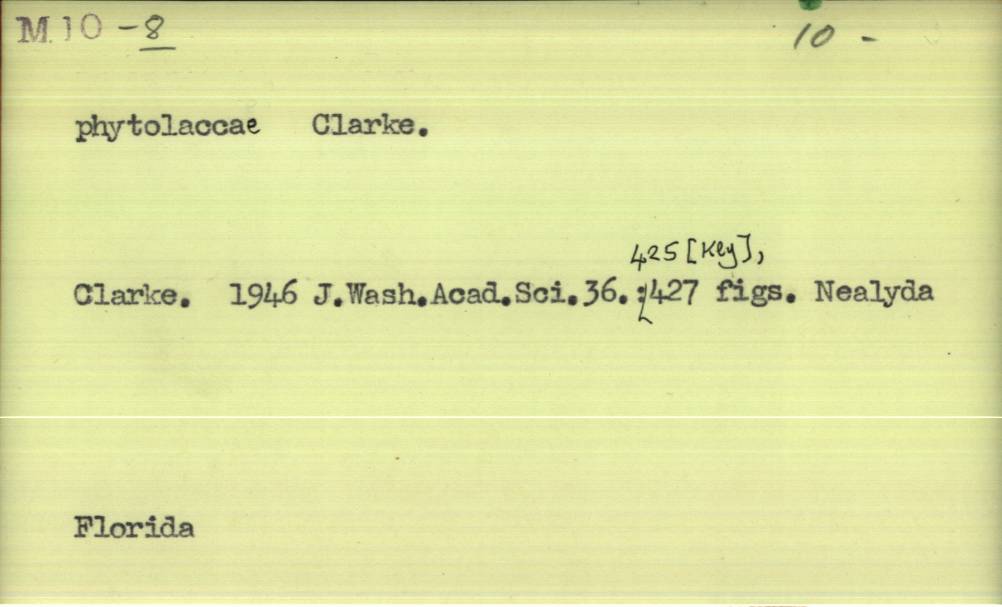 M.10-8
10 -
phytolaccae Clarke.
425 [key],
Clarke. 1946 J.Wash.Acad.Sci.36.:427 figs. Nealyda
Florida